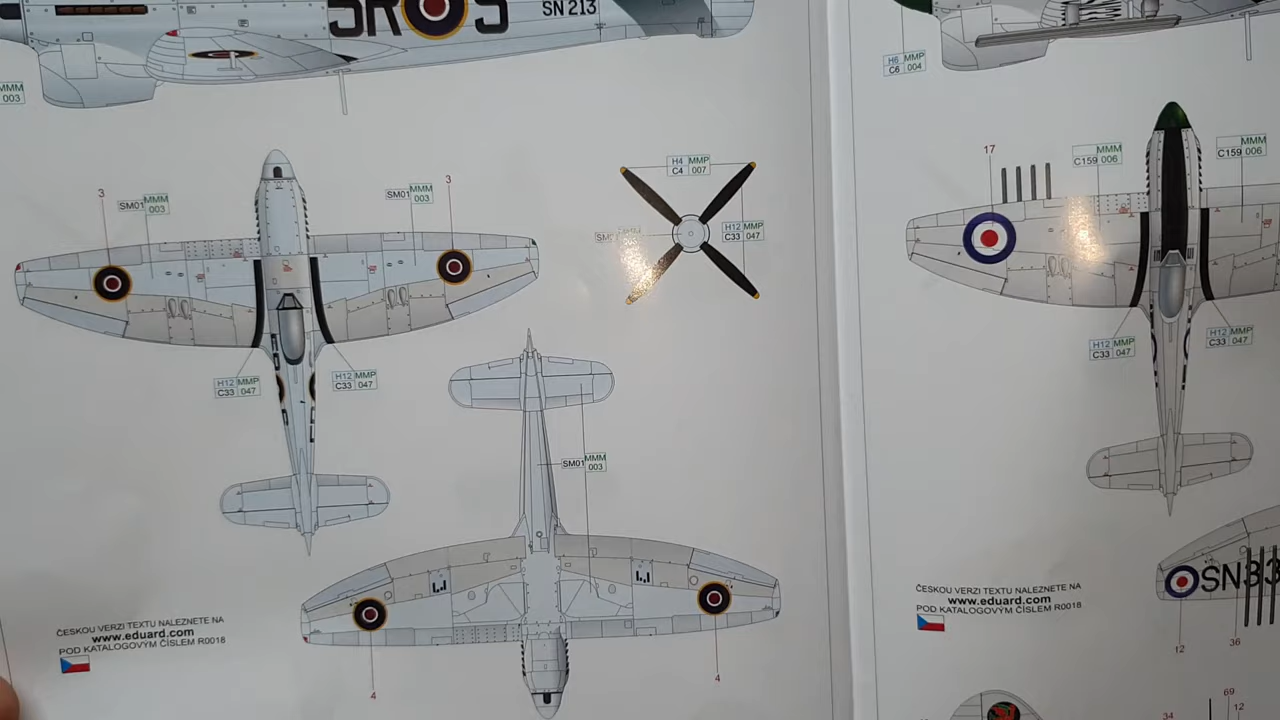 SR S
SN 213
MMM
003
H6 MMP
C6 004
17
MMM
C159 006
MMM
C159 006
3
SM01 MMM
003
SM01 MMM
003
3
H4 MMP
C4 007
H12 MMP
C33 047
H12 MMP
C33 047
H12 MMP
C33 047
H12 MMP
C33 047
H12 MMP
C33 047
SM01 MMM
003
ČESKOU VERZI TEXTU NALEZNETE NA
www.eduard.com
POD KATALOGOVÝM ČÍSLEM R0018
4
4
ČESKOU VERZI TEXTU NALEZNETE NA
www.eduard.com
POD KATALOGOVÝM ČÍSLEM R0018
SN33
12
36
69
12
34